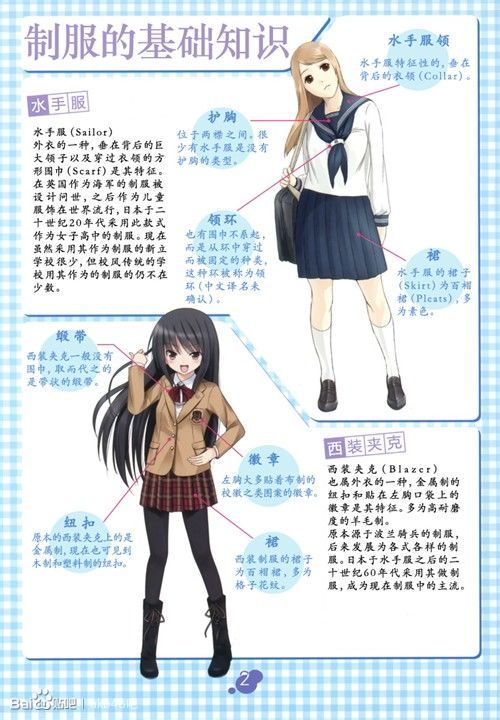 制服的基础知识
水手服领
水手服特征性的,垂在
背后的衣领(Collar)。
水手服
护胸
位于两襟之间。很
少有水手服是没有
护胸的类型。
水手服(Sailor)
外衣的一种,垂在背后的巨
大领子以及穿过衣领的方
形围巾(Scarf)是其特征。
在英国作为海军的制服被
设计问世,之后作为儿童
服饰在世界流行,日本于二
十世纪20年代采用此款式
作为女子高中的制服。现在
虽然采用其作为制服的新立
学校很少,但校风传统的学
校用其作为的制服的仍不在
少数。
领环
也有围巾不系起,
而是从环中穿过
而被固定的种类,
这种环被称为领
环(中文译名未
确认)。
裙
水手服的裙子
(Skirt)为百褶
裙(Pleats),多
为素色。
缎带
西装夹克一般没有
围巾,取而代之的
是带状的缎带。
西装夹克
西装夹克(Blazer)
也属外衣的一种,金属制的
纽扣和贴在左胸口袋上的
徽章是其特征。多为高耐磨
度的羊毛制。
原本源于波兰骑兵的制服,
后来发展为各式各样的制
服。日本于水手服之后的二
十世纪60年代采用其做制
服,成为现在制服中的主流。
徽章
左胸大多贴着布制的
校徽之类图案的徽章。
纽扣
原本的西装夹克上的是
金属制,现在也可见到
木制和塑料制的纽扣。
裙
西装制服的裙子
为百褶裙,多为
格子花纹。
2
Bai贴吧 | akb48吧